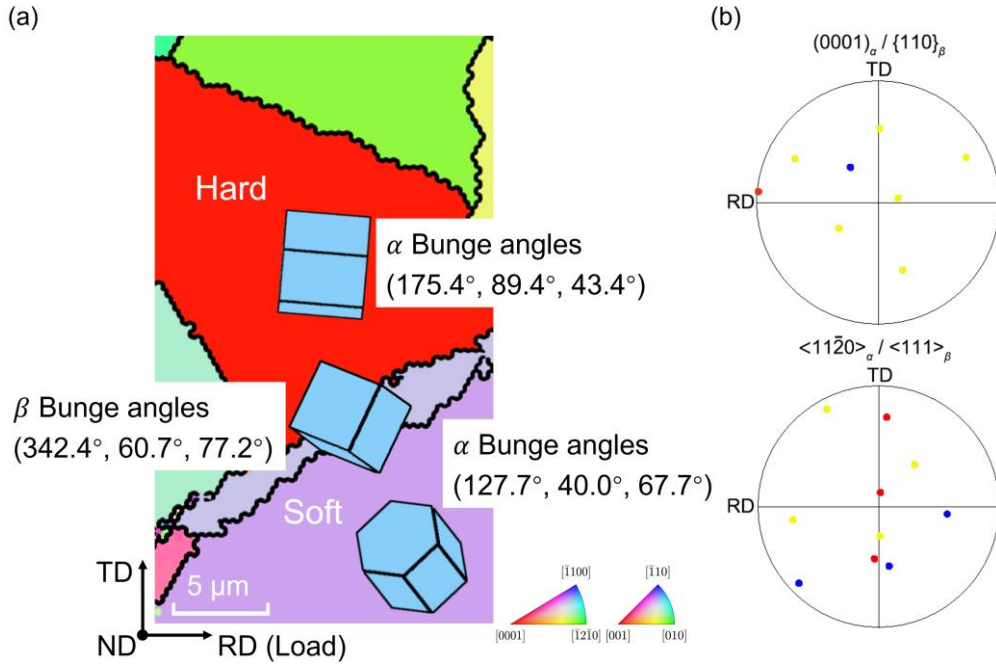 (a)
Hard
α Bunge angles
(175.4°, 89.4°, 43.4°)
β Bunge angles
(342.4°, 60.7°, 77.2°)
α Bunge angles
(127.7°, 40.0°, 67.7°)
Soft
5 μm
TD
ND
RD (Load)
[1̄100]
[0001]
[1̄21̄0]
[1̄10]
[001]
[010]
(b)
(0001)α / {110}β
TD
RD
<112̄0>α / <111>β
TD
RD